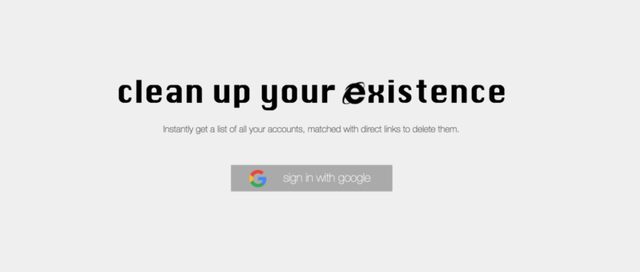 clean up your existence
Instantly get a list of all your accounts, matched with direct links to delete them.
sign in with google